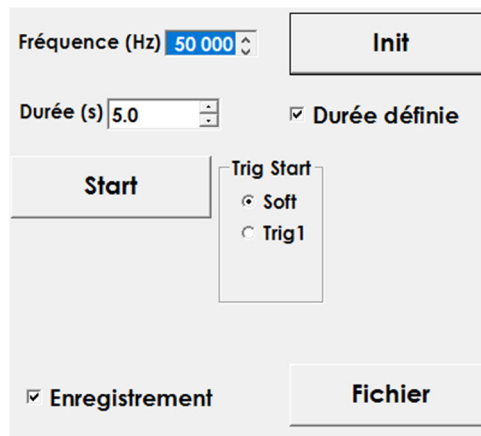 Fréquence (Hz) 50 000 Init
Durée (s) 5.0 Durée définie
Start
Trig Start
Soft
Trig1
Enregistrement Fichier